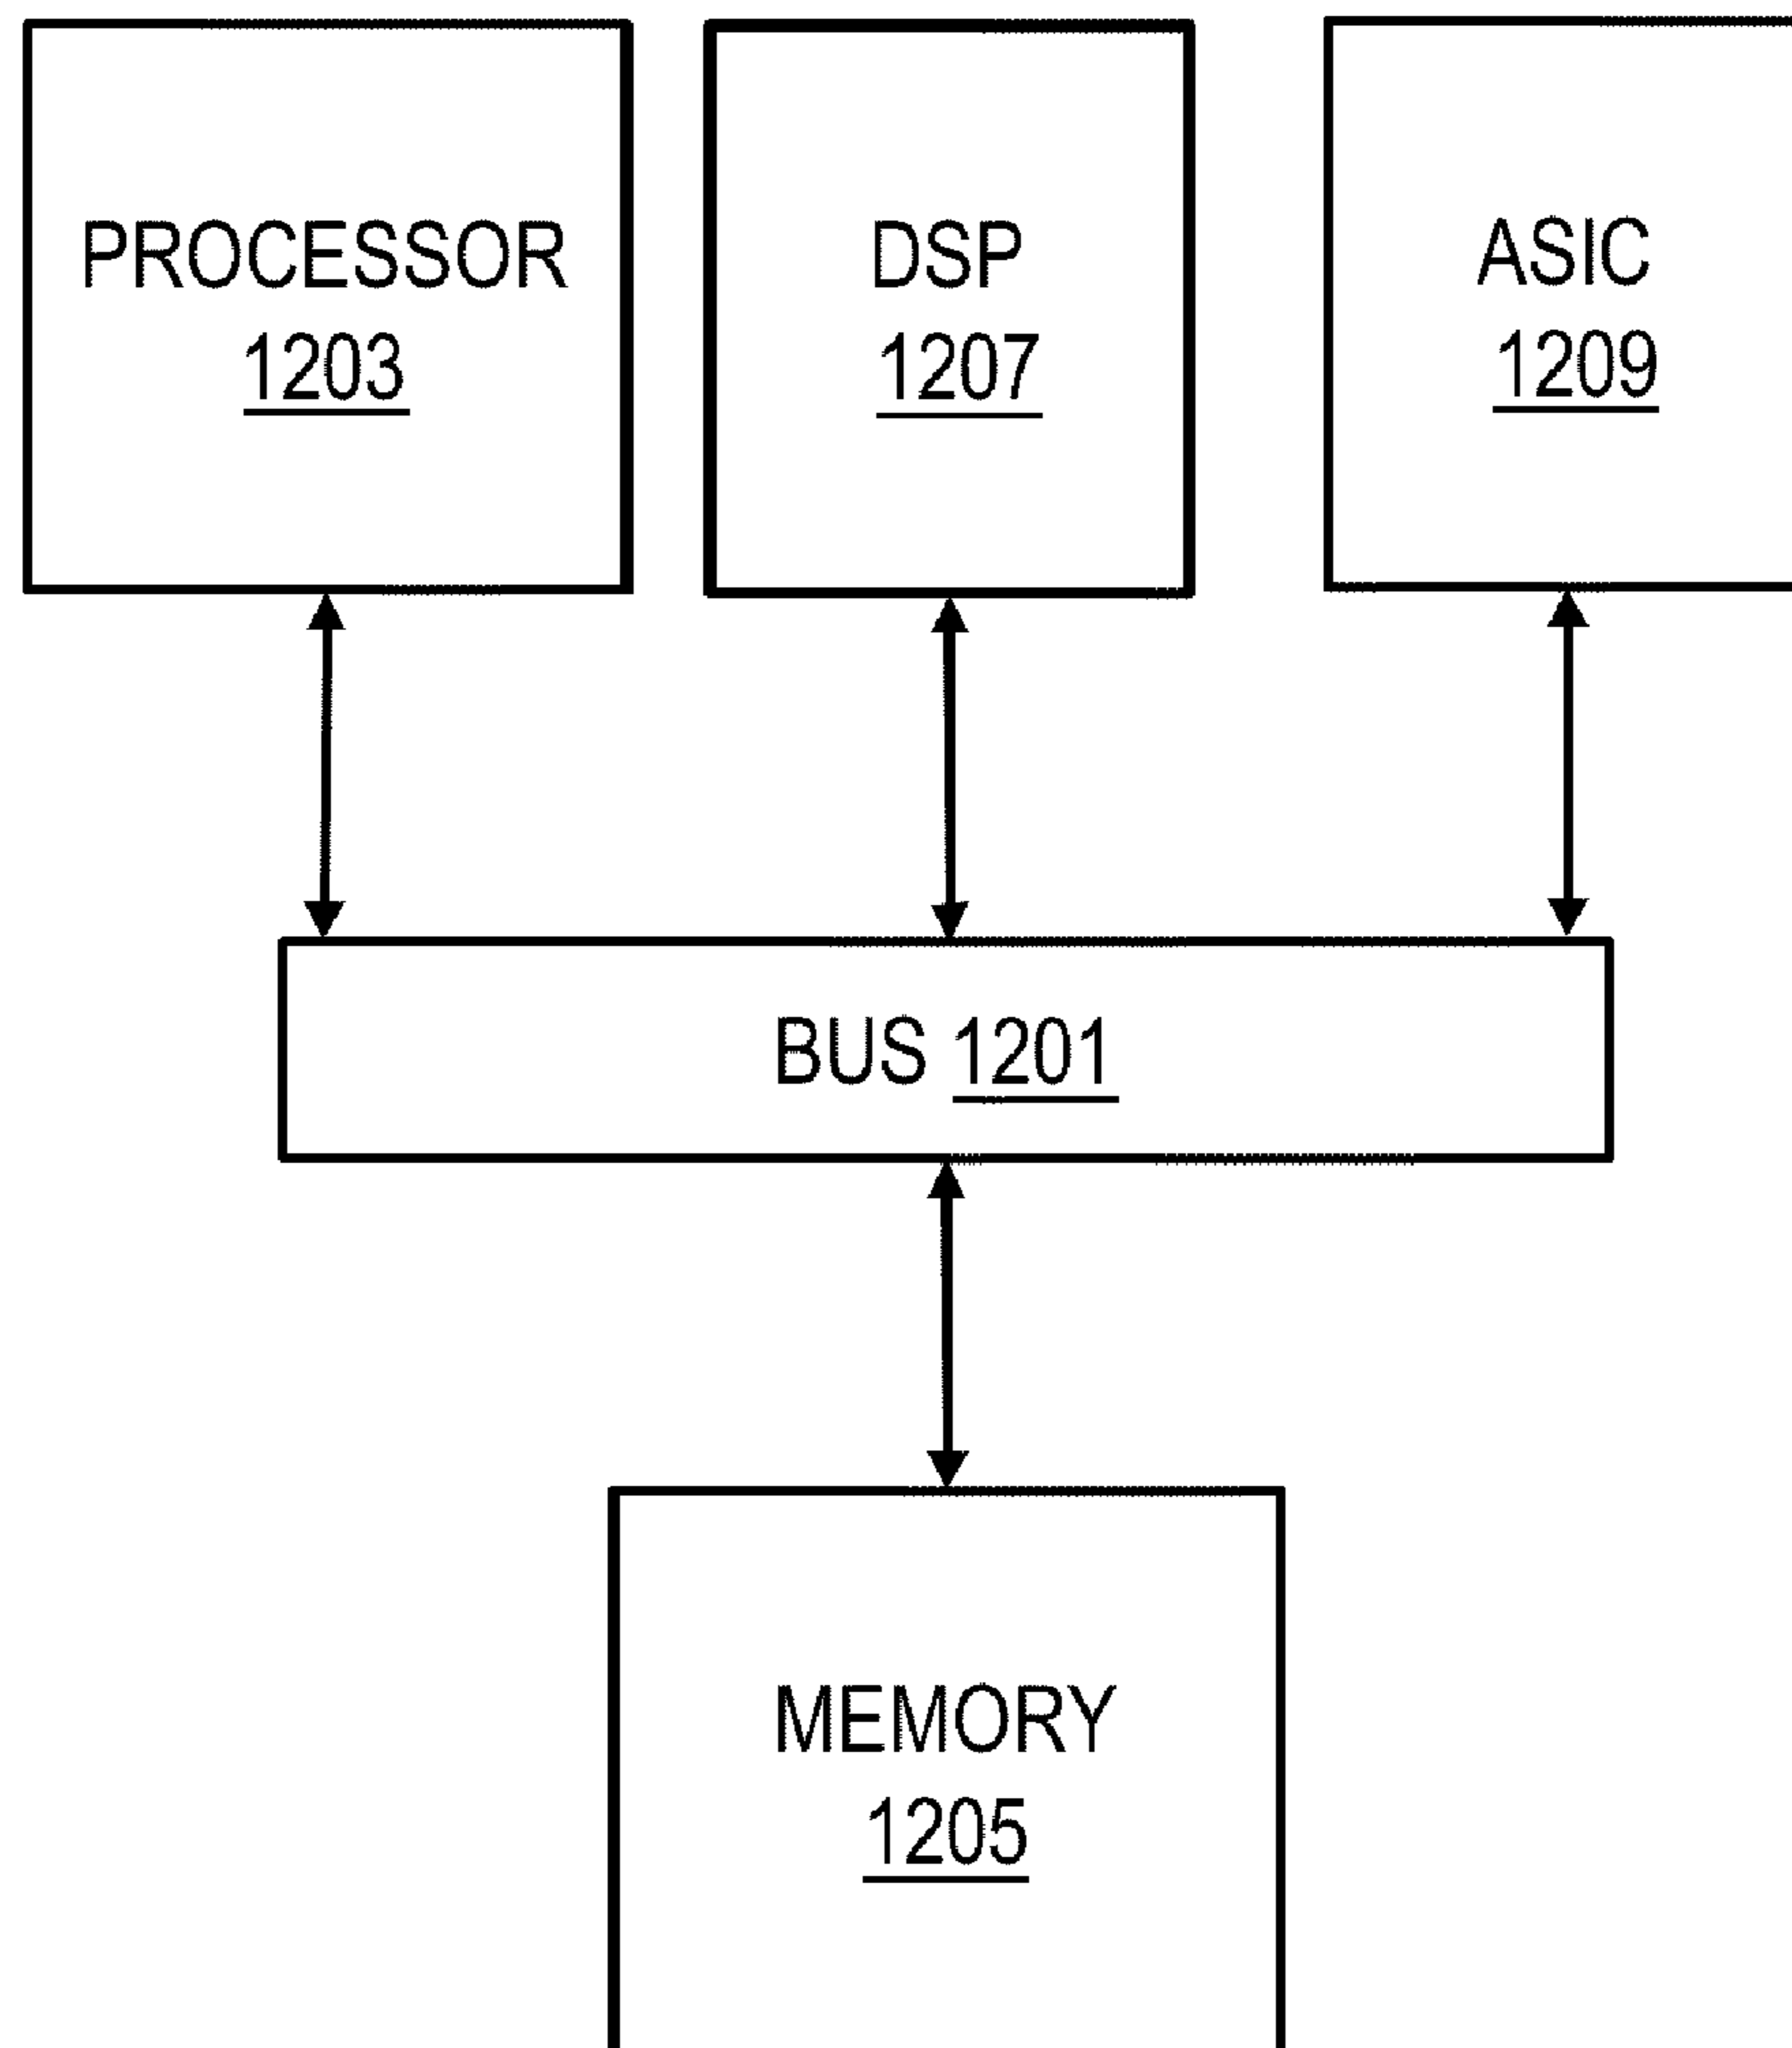 PROCESSOR
1203
DSP
1207
ASIC
1209
BUS 1201
MEMORY
1205